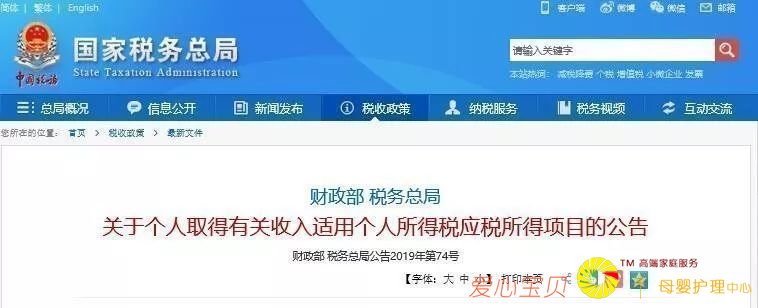 简体 | 繁体 | English
客户端 微博 微信 邮箱
国家税务总局
State Taxation Administration
中国税务
请输入关键字
本站热词: 减税降费 个税 增值税 小微企业 发票
总局概况 信息公开 新闻发布 税收政策 纳税服务 税务视频 互动交流
您所在的位置: 首页 > 税收政策 > 最新文件
财政部 税务总局
关于个人取得有关收入适用个人所得税应税所得项目的公告
财政部 税务总局公告2019年第74号
TM 高端家庭服务
【字体: 大 中 小】 打印本页
爱心宝贝 母婴护理中心